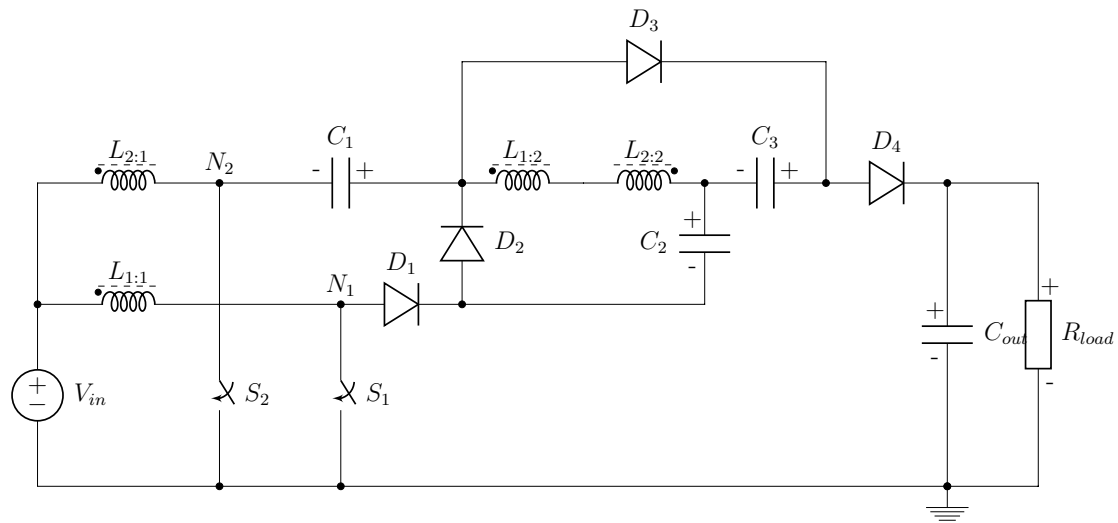 D3
C1
C3
L2:1
N2
L1:2
L2:2
D4
- +
- +
+
C2
-
D2
L1:1
N1
D1
+
+
Cout
Rload
-
-
+
−
Vin
S2
S1